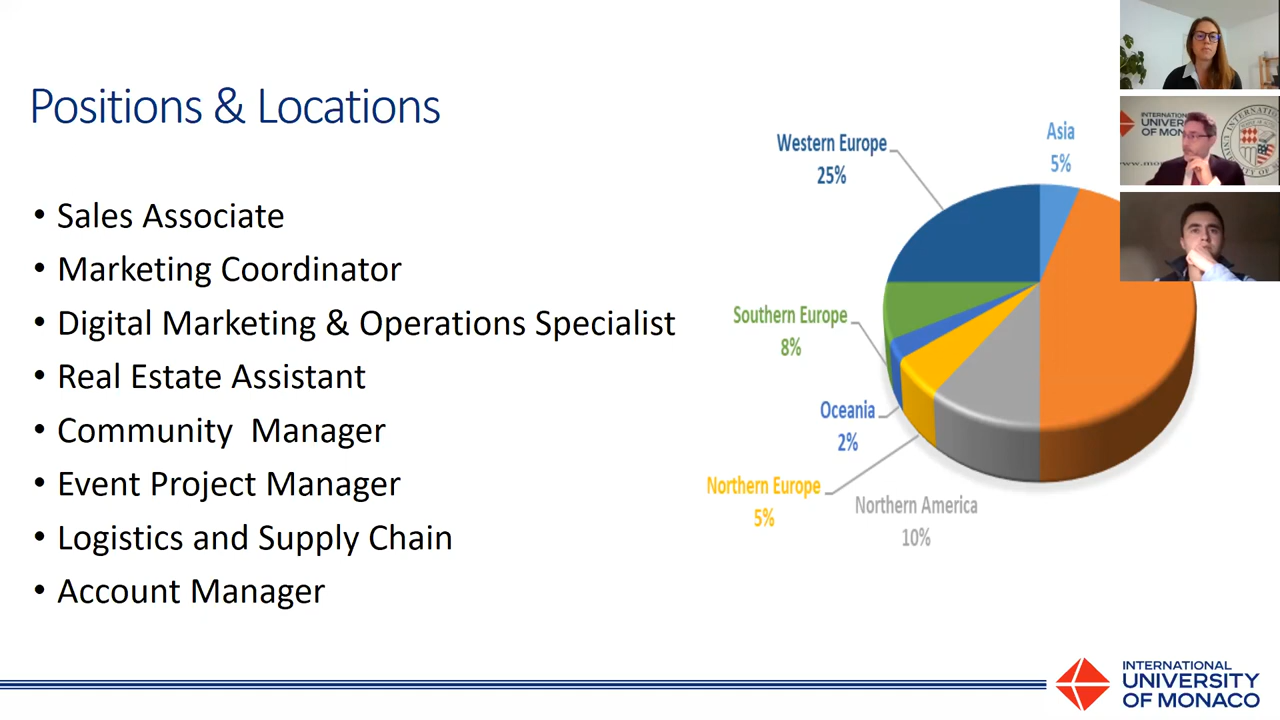 Positions & Locations
• Sales Associate
• Marketing Coordinator
• Digital Marketing & Operations Specialist
• Real Estate Assistant
• Community Manager
• Event Project Manager
• Logistics and Supply Chain
• Account Manager
Western Europe
25%
Asia
5%
Southern Europe
8%
Oceania
2%
Northern Europe
5%
Northern America
10%
INTERNATIONAL
UNIVERSITY
OF MONACO